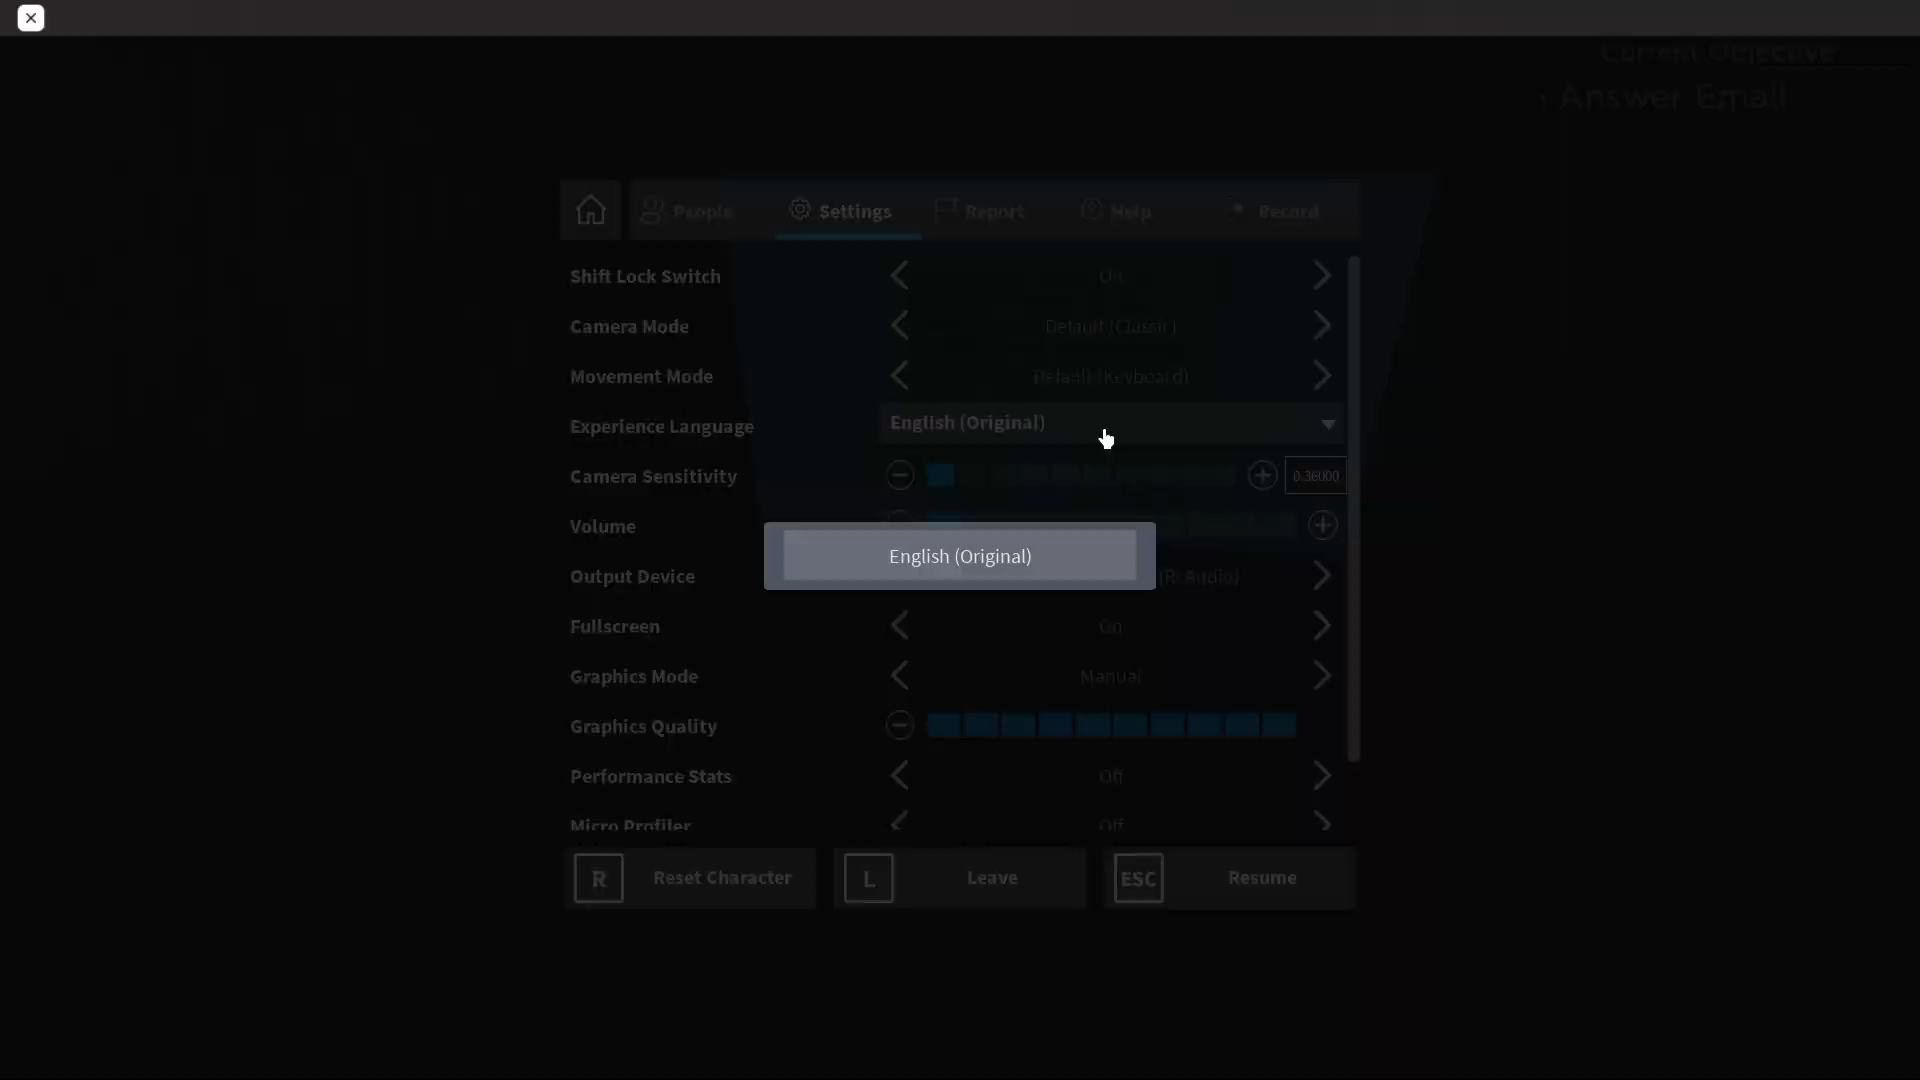 Current Objective
Answer Email
People
Settings
Report
Help
Record
Shift Lock Switch
On
Camera Mode
Default (Classic)
Movement Mode
Default (Keyboard)
Experience Language
English (Original)
Camera Sensitivity
0.36000
Volume
English (Original)
Output Device
Audio)
Fullscreen
On
Graphics Mode
Manual
Graphics Quality
Performance Stats
Off
Micro Profiler
Off
R Reset Character
L Leave
ESC Resume